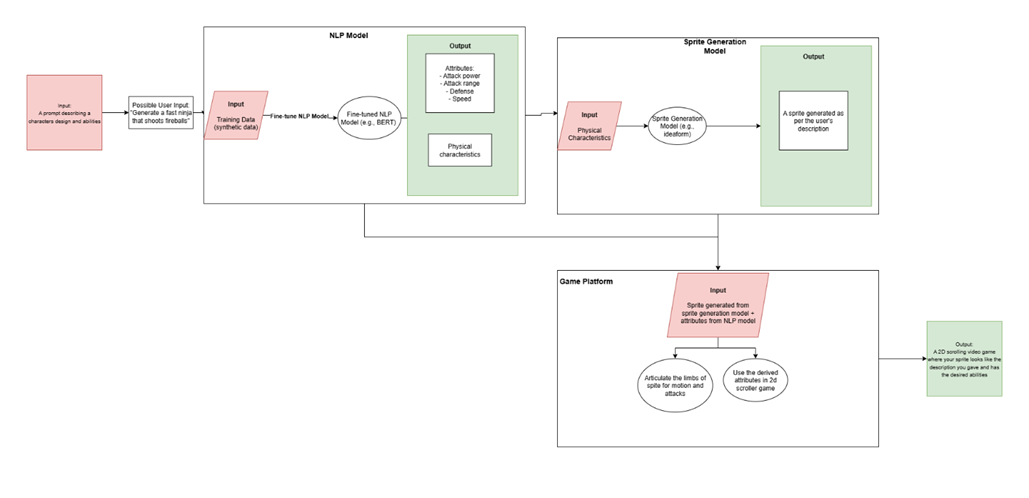 Input:
A prompt describing a
characters design and abilities
Possible User Input:
"Generate a fast ninja
that shoots fireballs"
NLP Model
Input
Training Data
(synthetic data)
Fine-tune NLP Model
Fine-tuned NLP
Model (e.g., BERT)
Output
Attributes:
- Attack power
- Attack range
- Defense
- Speed
Physical
characteristics
Sprite Generation
Model
Input
Physical
Characteristics
Sprite Generation
Model (e.g.,
ideaform)
Output
A sprite generated as
per the user's
description
Game Platform
Input
Sprite generated from
sprite generation model +
attributes from NLP model
Articulate the limbs of
spite for motion and
attacks
Use the derived
attributes in 2d
scroller game
Output:
A 2D scrolling video game
where your sprite looks like the
description you gave and has
the desired abilities